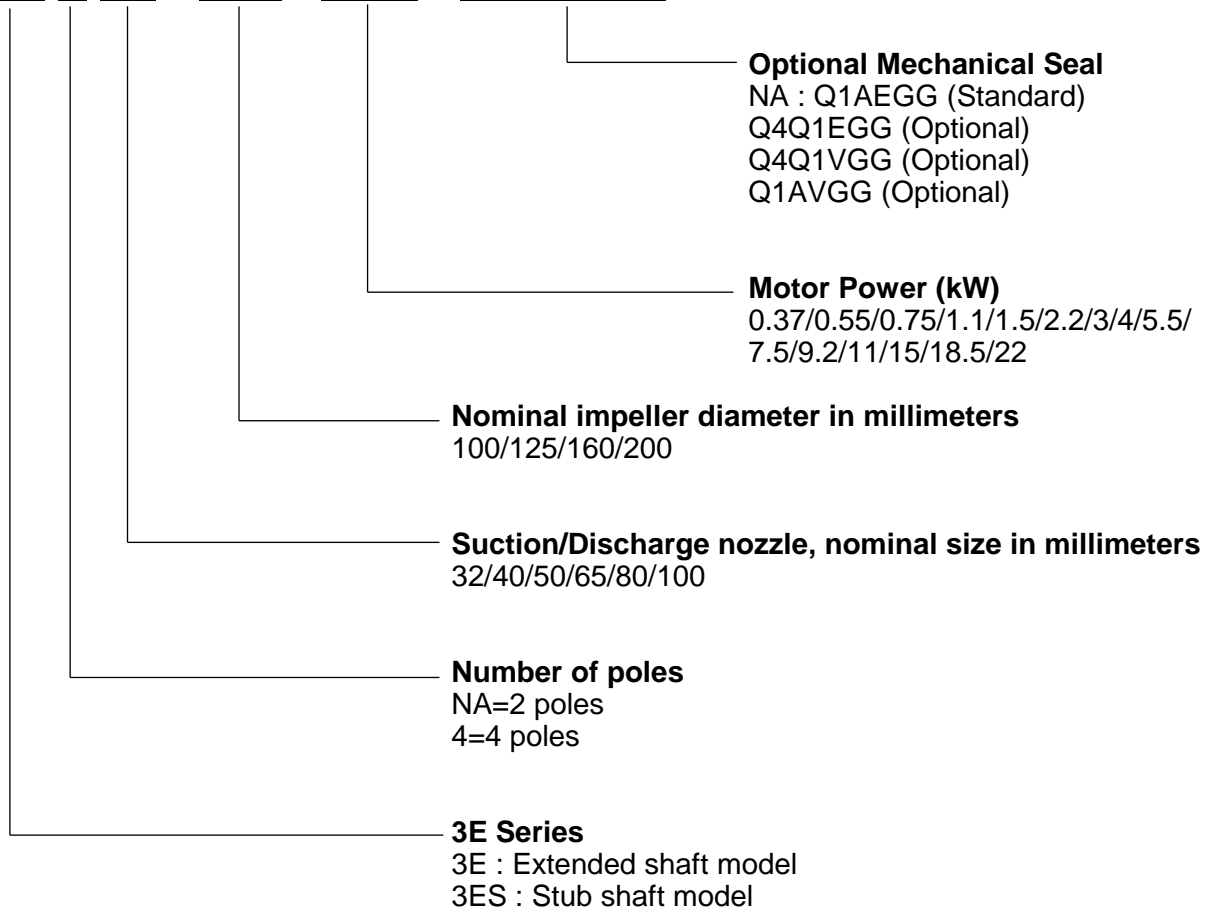 Optional Mechanical Seal
NA : Q1AEGG (Standard)
Q4Q1EGG (Optional)
Q4Q1VGG (Optional)
Q1AVGG (Optional)
Motor Power (kW)
0.37/0.55/0.75/1.1/1.5/2.2/3/4/5.5/
7.5/9.2/11/15/18.5/22
Nominal impeller diameter in millimeters
100/125/160/200
Suction/Discharge nozzle, nominal size in millimeters
32/40/50/65/80/100
Number of poles
NA=2 poles
4=4 poles
3E Series
3E : Extended shaft model
3ES : Stub shaft model